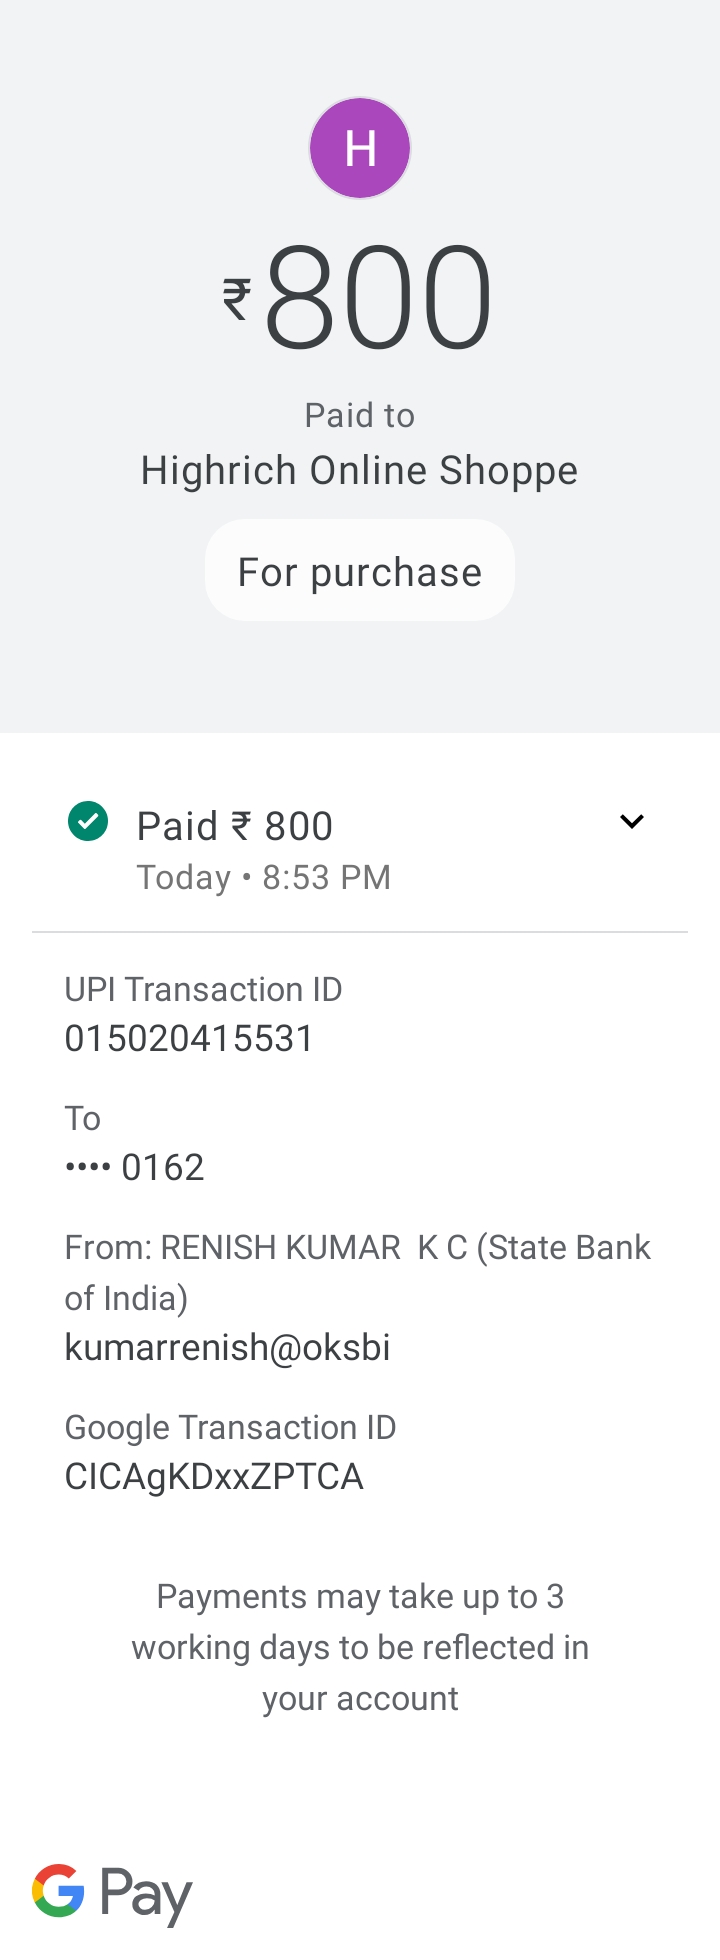 H
₹800
Paid to
Highrich Online Shoppe
For purchase
Paid ₹ 800
Today • 8:53 PM
UPI Transaction ID
015020415531
To
•••• 0162
From: RENISH KUMAR  K C (State Bank
of India)
kumarrenish@oksbi
Google Transaction ID
CICAgKDxxZPTCA
Payments may take up to 3
working days to be reflected in
your account
G Pay